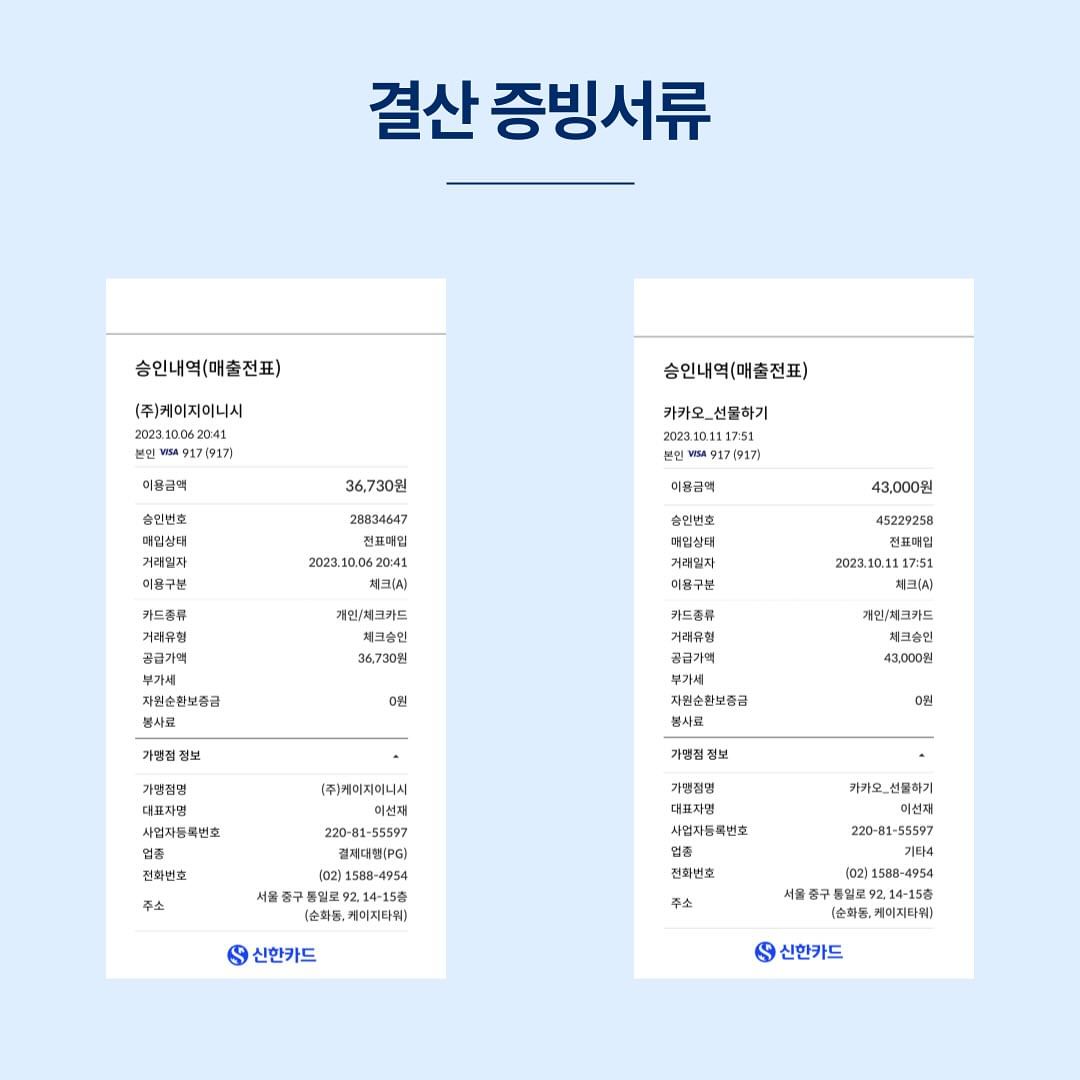 결산 증빙서류
승인내역(매출전표)
(주)케이지이니시
2023.10.06 20:41
본인 VISA 917 (917)
이용금액 36,730원
승인번호 28834647
매입상태 전표매입
거래일자 2023.10.06 20:41
이용구분 체크(A)
카드종류 개인/체크카드
거래유형 체크승인
공급가액 36,730원
부가세
자원순환보증금 0원
봉사료
가맹점 정보
가맹점명 (주)케이지이니시
대표자명 이선재
사업자등록번호 220-81-55597
업종 결제대행(PG)
전화번호 (02) 1588-4954
주소 서울 중구 통일로 92, 14-15층
(순화동, 케이지타워)
신한카드
승인내역(매출전표)
카카오_선물하기
2023.10.11 17:51
본인 VISA 917 (917)
이용금액 43,000원
승인번호 45229258
매입상태 전표매입
거래일자 2023.10.11 17:51
이용구분 체크(A)
카드종류 개인/체크카드
거래유형 체크승인
공급가액 43,000원
부가세
자원순환보증금 0원
봉사료
가맹점 정보
가맹점명 카카오_선물하기
대표자명 이선재
사업자등록번호 220-81-55597
업종 기타4
전화번호 (02) 1588-4954
주소 서울 중구 통일로 92, 14-15층
(순화동, 케이지타워)
신한카드